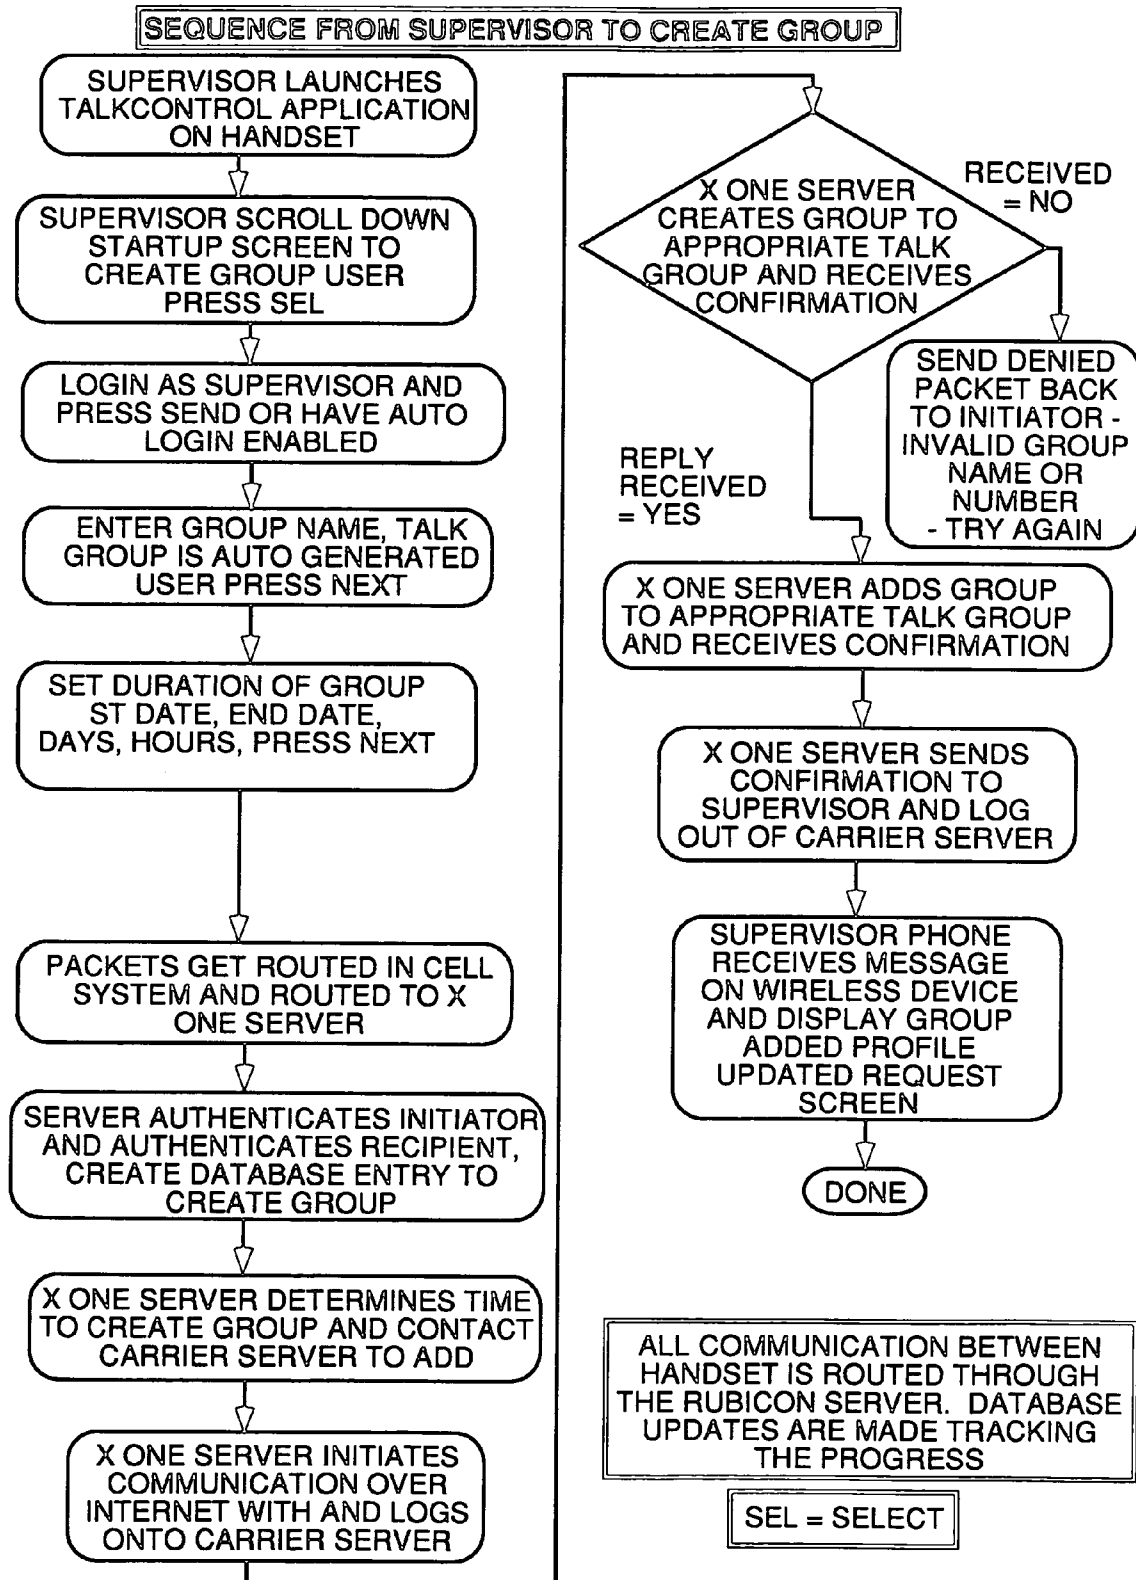 SEQUENCE FROM SUPERVISOR TO CREATE GROUP
SUPERVISOR LAUNCHES
TALKCONTROL APPLICATION
ON HANDSET
SUPERVISOR SCROLL DOWN
STARTUP SCREEN TO
CREATE GROUP USER
PRESS SEL
LOGIN AS SUPERVISOR AND
PRESS SEND OR HAVE AUTO
LOGIN ENABLED
ENTER GROUP NAME, TALK
GROUP IS AUTO GENERATED
USER PRESS NEXT
SET DURATION OF GROUP
ST DATE, END DATE,
DAYS, HOURS, PRESS NEXT
PACKETS GET ROUTED IN CELL
SYSTEM AND ROUTED TO X
ONE SERVER
SERVER AUTHENTICATES INITIATOR
AND AUTHENTICATES RECIPIENT,
CREATE DATABASE ENTRY TO
CREATE GROUP
X ONE SERVER DETERMINES TIME
TO CREATE GROUP AND CONTACT
CARRIER SERVER TO ADD
X ONE SERVER INITIATES
COMMUNICATION OVER
INTERNET WITH AND LOGS
ONTO CARRIER SERVER
X ONE SERVER
CREATES GROUP TO
APPROPRIATE TALK
GROUP AND RECEIVES
CONFIRMATION
RECEIVED
= NO
SEND DENIED
PACKET BACK
TO INITIATOR -
INVALID GROUP
NAME OR
NUMBER
- TRY AGAIN
REPLY
RECEIVED
= YES
X ONE SERVER ADDS GROUP
TO APPROPRIATE TALK GROUP
AND RECEIVES CONFIRMATION
X ONE SERVER SENDS
CONFIRMATION TO
SUPERVISOR AND LOG
OUT OF CARRIER SERVER
SUPERVISOR PHONE
RECEIVES MESSAGE
ON WIRELESS DEVICE
AND DISPLAY GROUP
ADDED PROFILE
UPDATED REQUEST
SCREEN
DONE
ALL COMMUNICATION BETWEEN
HANDSET IS ROUTED THROUGH
THE RUBICON SERVER. DATABASE
UPDATES ARE MADE TRACKING
THE PROGRESS
SEL = SELECT